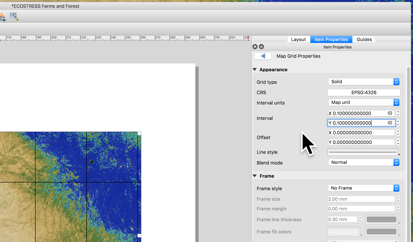 *ECOSTRESS Farms and Forest
Layout Item Properties Guides
Item Properties
Map Grid Properties
Appearance
Grid type Solid
CRS EPSG:4326
Interval units Map unit
Interval X 0.100000000000
Y 0.100000000000
Offset X 0.000000000000
Y 0.000000000000
Line style
Blend mode Normal
Frame
Frame style No Frame
Frame size 2.00 mm
Frame margin 0.00 mm
Frame line thickness 0.30 mm
Frame fill colors